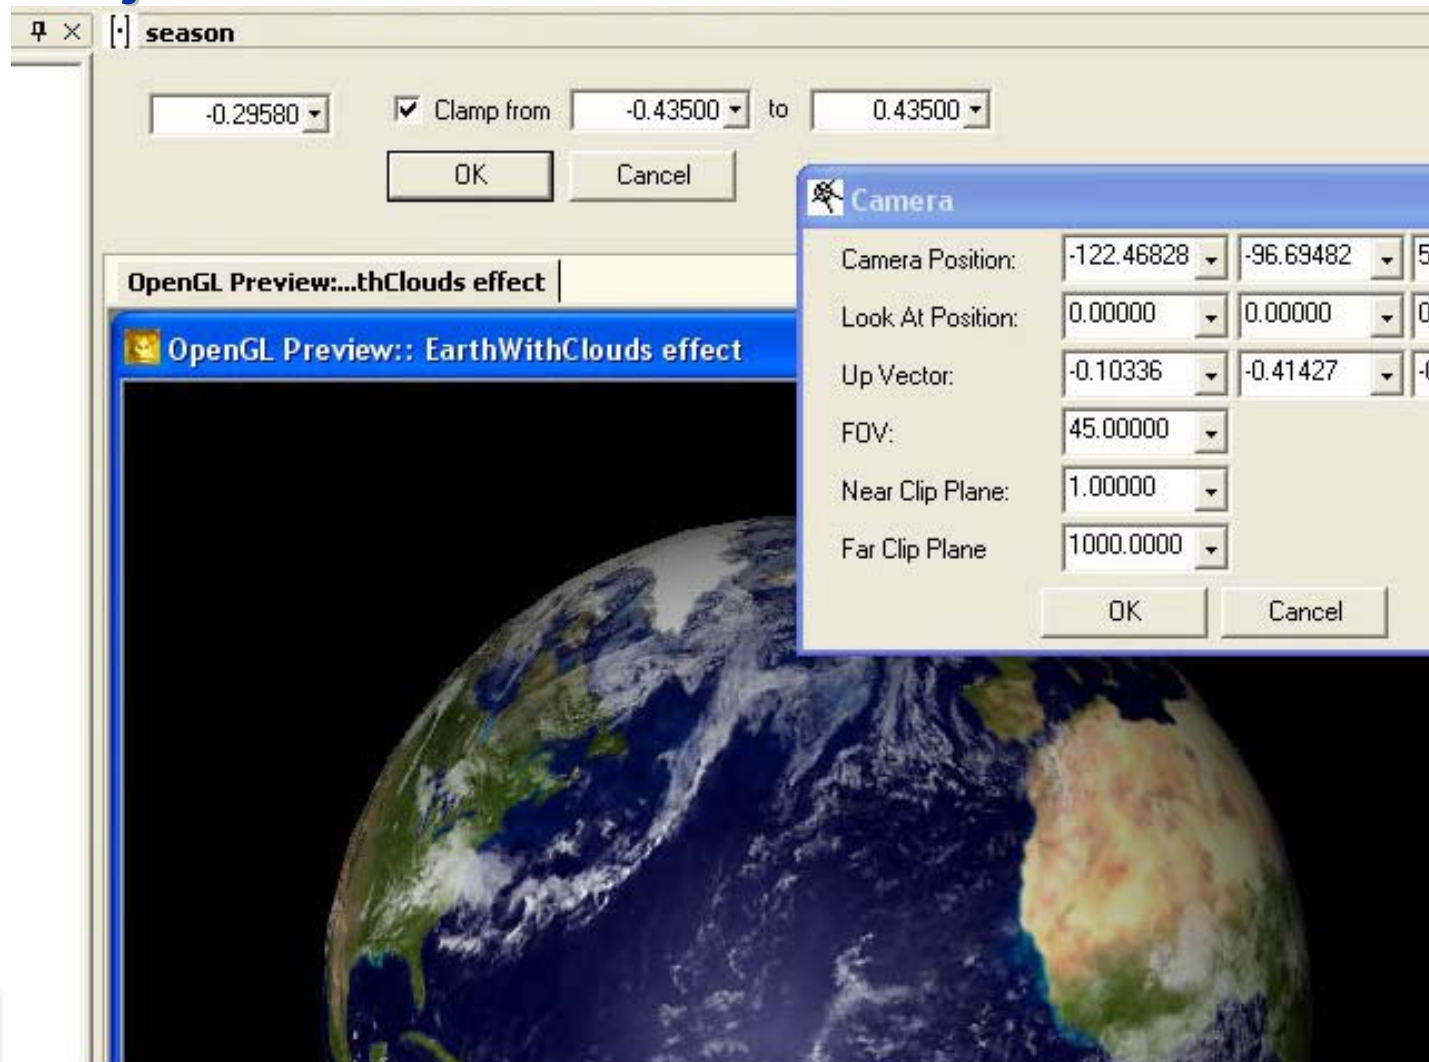 season
-0.29580 Clamp from -0.43500 to 0.43500
OK Cancel
Camera
Camera Position: -122.46828 -96.69482 5
Look At Position: 0.00000 0.00000 0
Up Vector: -0.10336 -0.41427
FOV: 45.00000
Near Clip Plane: 1.00000
Far Clip Plane 1000.0000
OK Cancel
OpenGL Preview:...thClouds effect
OpenGL Preview:: EarthWithClouds effect